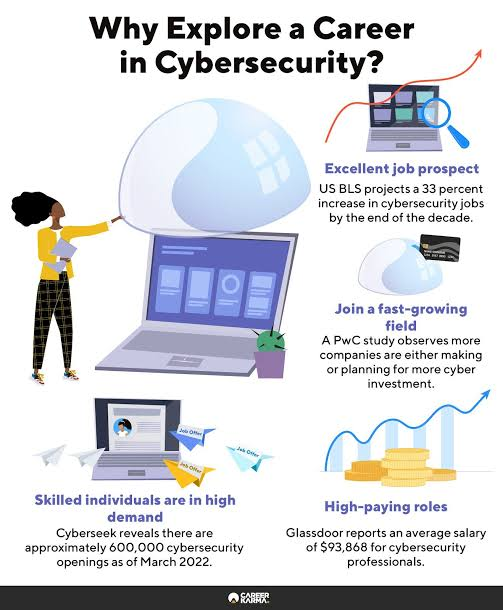 Why Explore a Career
in Cybersecurity?
Excellent job prospect
US BLS projects a 33 percent
increase in cybersecurity jobs
by the end of the decade.
Join a fast-growing
field
A PwC study observes more
companies are either making
or planning for more cyber
investment.
Job Offer
Job Offer
Job Offer
Skilled individuals are in high
demand
Cyberseek reveals there are
approximately 600,000 cybersecurity
openings as of March 2022.
High-paying roles
Glassdoor reports an average salary
of $93,868 for cybersecurity
professionals.
CAREER
KARMA